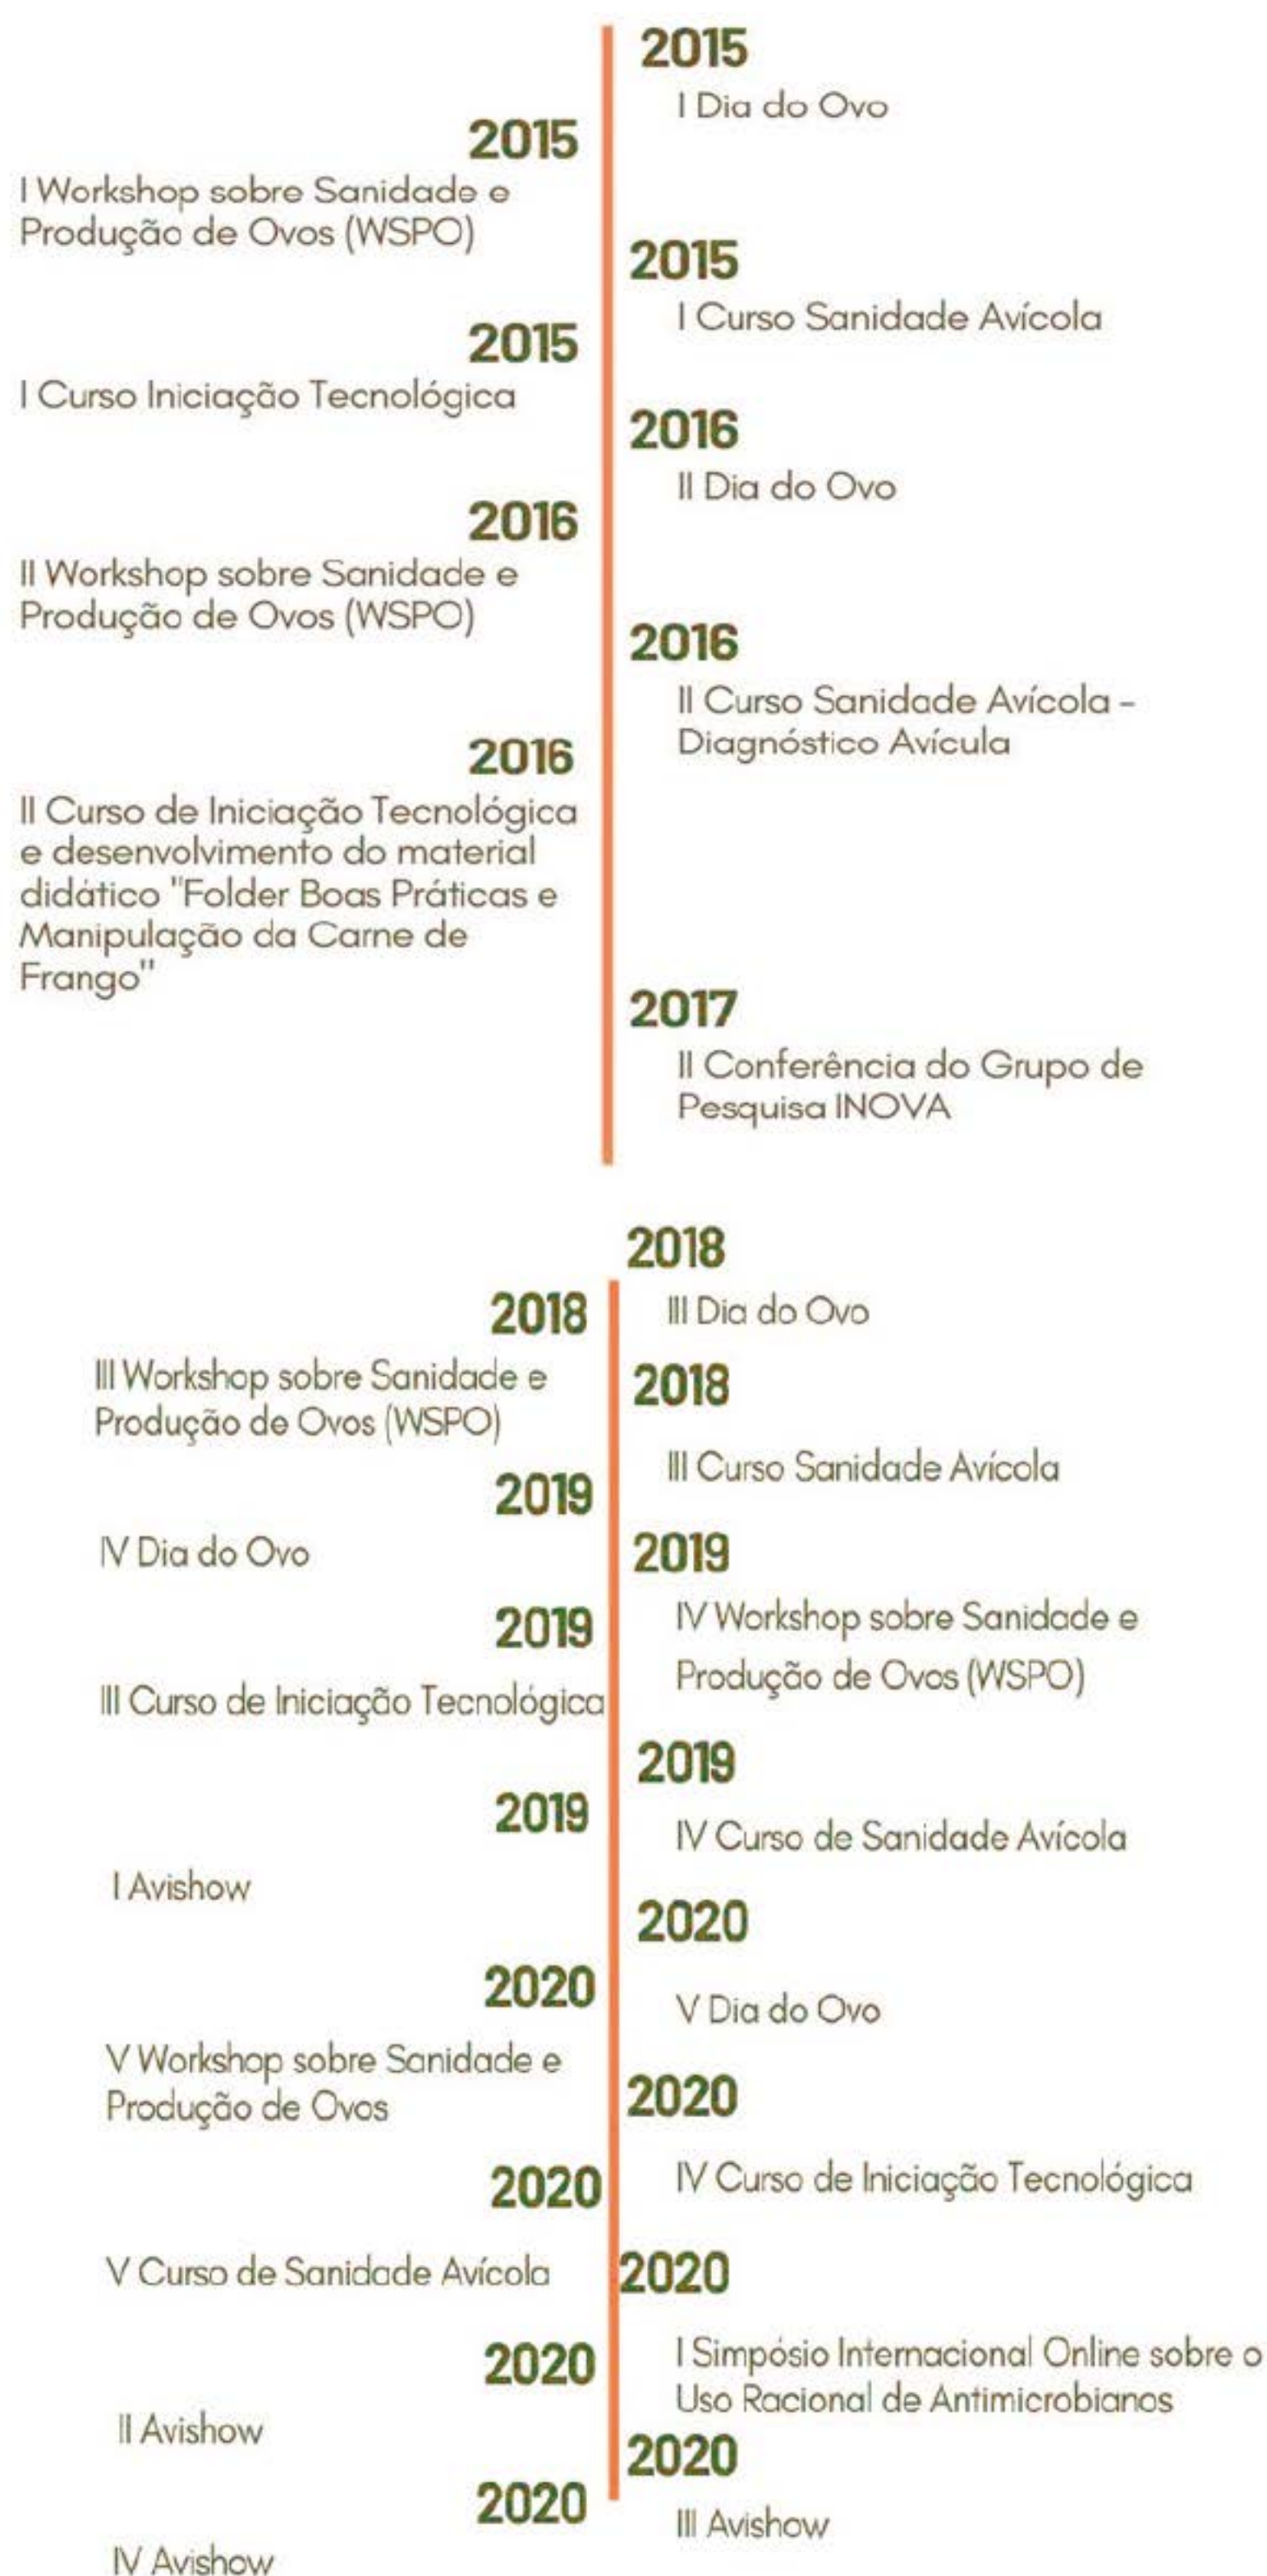 2015
I Dia do Ovo
2015
I Workshop sobre Sanidade e
Produção de Ovos (WSPO)
2015
I Curso Sanidade Avícola
2015
I Curso Iniciação Tecnológica
2016
II Dia do Ovo
2016
II Workshop sobre Sanidade e
Produção de Ovos (WSPO)
2016
II Curso Sanidade Avícola -
Diagnóstico Avícula
2016
II Curso de Iniciação Tecnológica
e desenvolvimento do material
didático "Folder Boas Práticas e
Manipulação da Carne de
Frango"
2017
II Conferência do Grupo de
Pesquisa INOVA
2018
III Dia do Ovo
2018
III Workshop sobre Sanidade e
Produção de Ovos (WSPO)
2018
III Curso Sanidade Avícola
2019
IV Dia do Ovo
2019
IV Workshop sobre Sanidade e
Produção de Ovos (WSPO)
2019
III Curso de Iniciação Tecnológica
2019
IV Curso de Sanidade Avícola
2019
I Avishow
2020
V Dia do Ovo
2020
V Workshop sobre Sanidade e
Produção de Ovos
2020
IV Curso de Iniciação Tecnológica
2020
V Curso de Sanidade Avícola
2020
I Simpósio Internacional Online sobre o
Uso Racional de Antimicrobianos
2020
II Avishow
2020
III Avishow
2020
IV Avishow